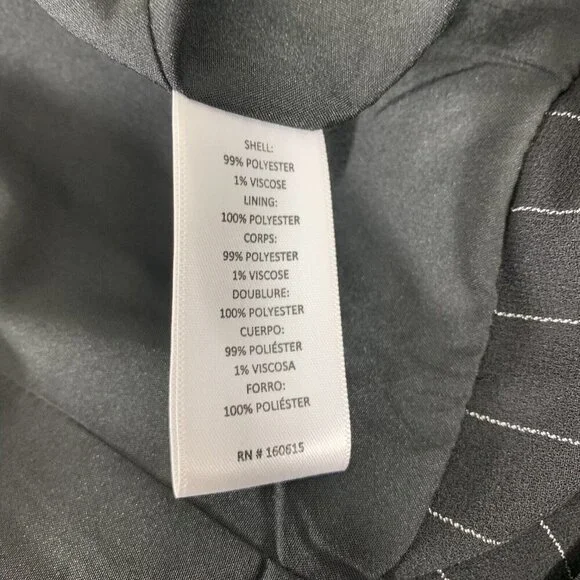 SHELL:
99% POLYESTER
1% VISCOSE
LINING:
100% POLYESTER
CORPS:
99% POLYESTER
1% VISCOSE
DOUBLURE:
100% POLYESTER
CUERPO:
99% POLIÉSTER
1% VISCOSA
FORRO:
100% POLIÉSTER
RN # 160615